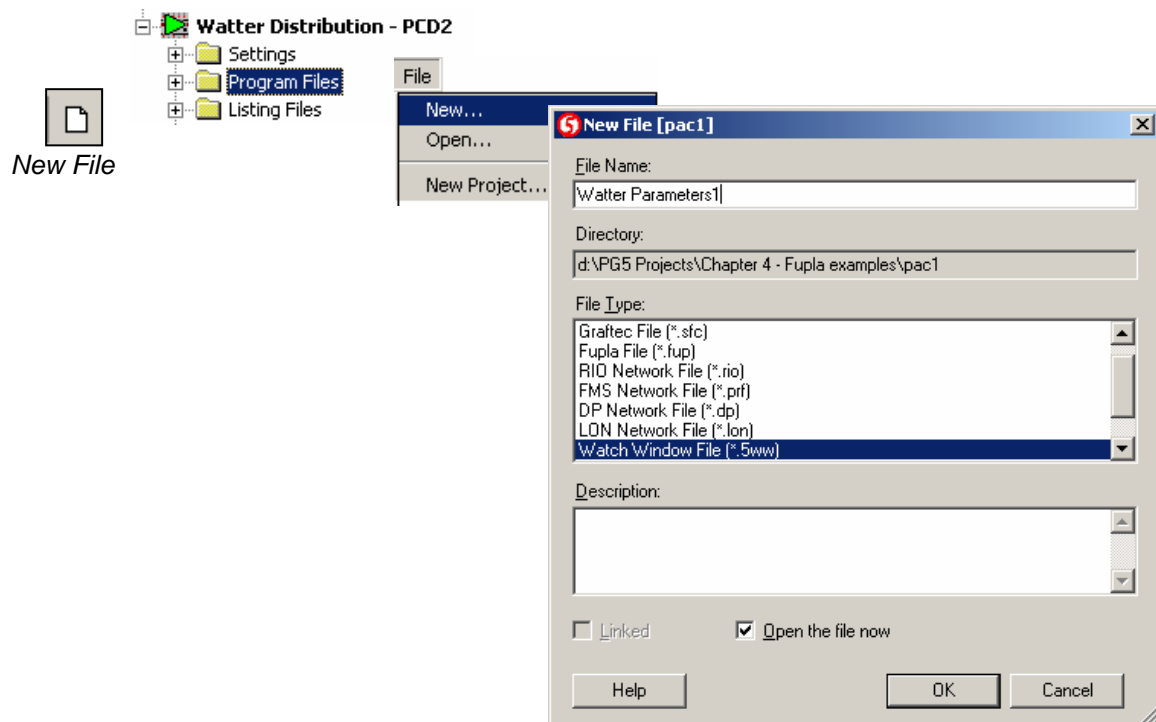 Watter Distribution - PCD2
Settings
Program Files
Listing Files
New File
File
New...
Open...
New Project...
New File [pac1]
File Name:
Watter Parameters1
Directory:
d:\PG5 Projects\Chapter 4 - Fupla examples\pac1
File Type:
Graftec File (*.sfc)
Fupla File (*.fup)
RIO Network File (*.rio)
FMS Network File (*.prf)
DP Network File (*.dp)
LON Network File (*.lon)
Watch Window File (*.5ww)
Description:
Linked
Open the file now
Help
OK
Cancel